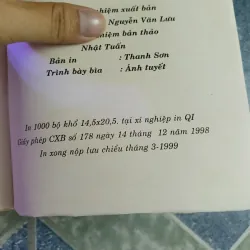 nghiệm xuất bản
Nguyễn Văn Lưu
nhiệm bản thảo
Nhật Tuấn
Bản in : Thanh Sơn
Trình bày bìa : Ánh tuyết
In 1000 bộ khổ 14,5x20,5. tại xí nghiệp in QI
Giấy phép CXB số 178 ngày 14 tháng 12 năm 1998
In xong nộp lưu chiểu tháng 3-1999